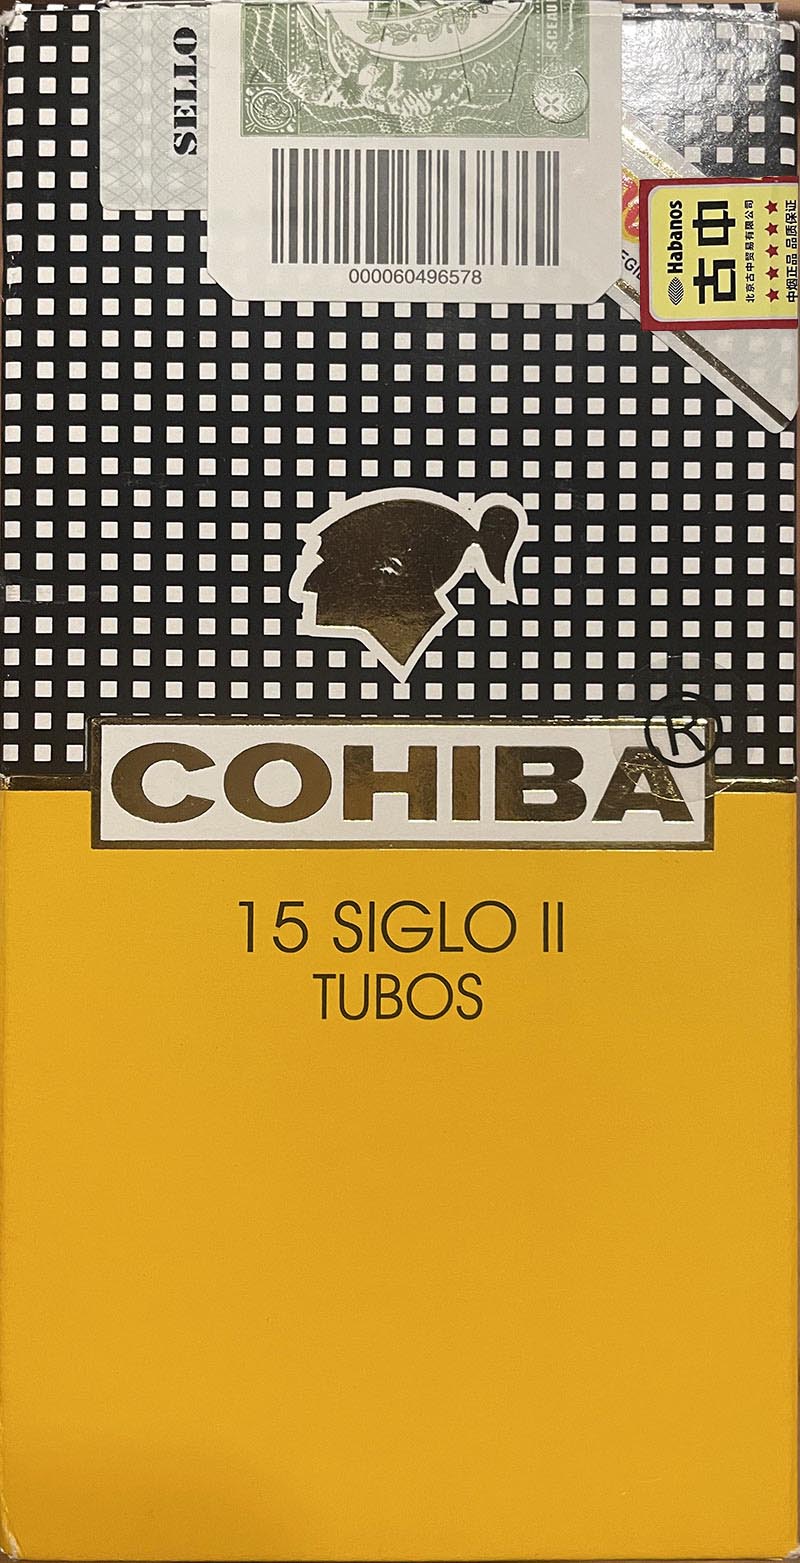 SELLO
SCEAU
000060496578
Habanos
古中
北京古中贸易有限公司
★★★★★
中烟正品 品质保证
®
COHIBA
15 SIGLO II
TUBOS